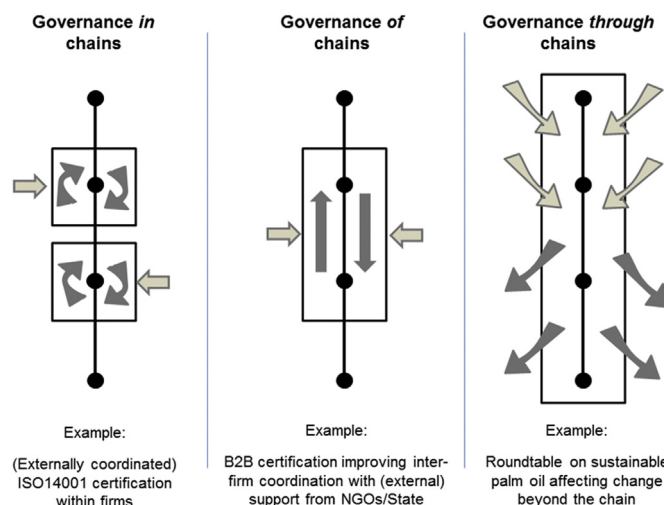 Governance in
chains
Governance of
chains
Governance through
chains
Example:
(Externally coordinated)
ISO14001 certification
within firms
Example:
B2B certification improving inter-
firm coordination with (external)
support from NGOs/State
Example:
Roundtable on sustainable
palm oil affecting change
beyond the chain